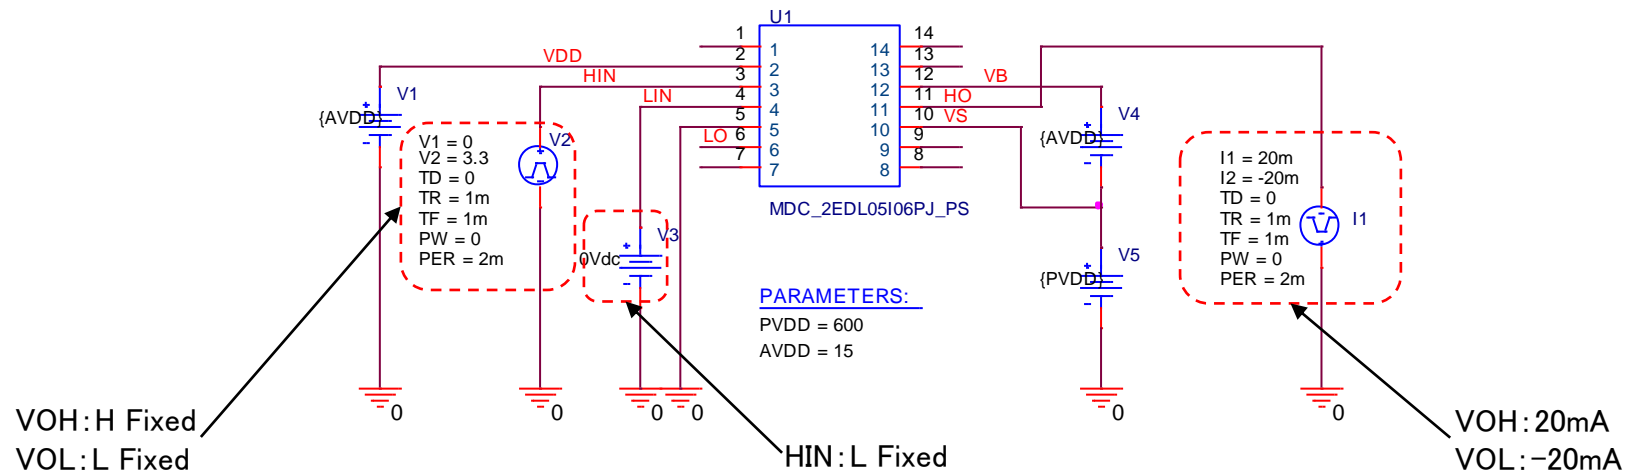 U1
1
2
3
4
5
6
7
1
2
3
4
5
6
7
14
13
12
11
10
9
8
14
13
12
11
10
9
8
MDC_2EDL05I06PJ_PS
VDD
HIN
LIN
LO
VB
HO
VS
V1
{AVDD}
V1 = 0
V2 = 3.3
TD = 0
TR = 1m
TF = 1m
PW = 0
PER = 2m
V2
V3
0Vdc
V4
{AVDD}
V5
{PVDD}
I1 = 20m
I2 = -20m
TD = 0
TR = 1m
TF = 1m
PW = 0
PER = 2m
I1
PARAMETERS:
PVDD = 600
AVDD = 15
0
0
0
0
0
0
VOH:H Fixed
VOL:L Fixed
HIN:L Fixed
VOH:20mA
VOL:-20mA